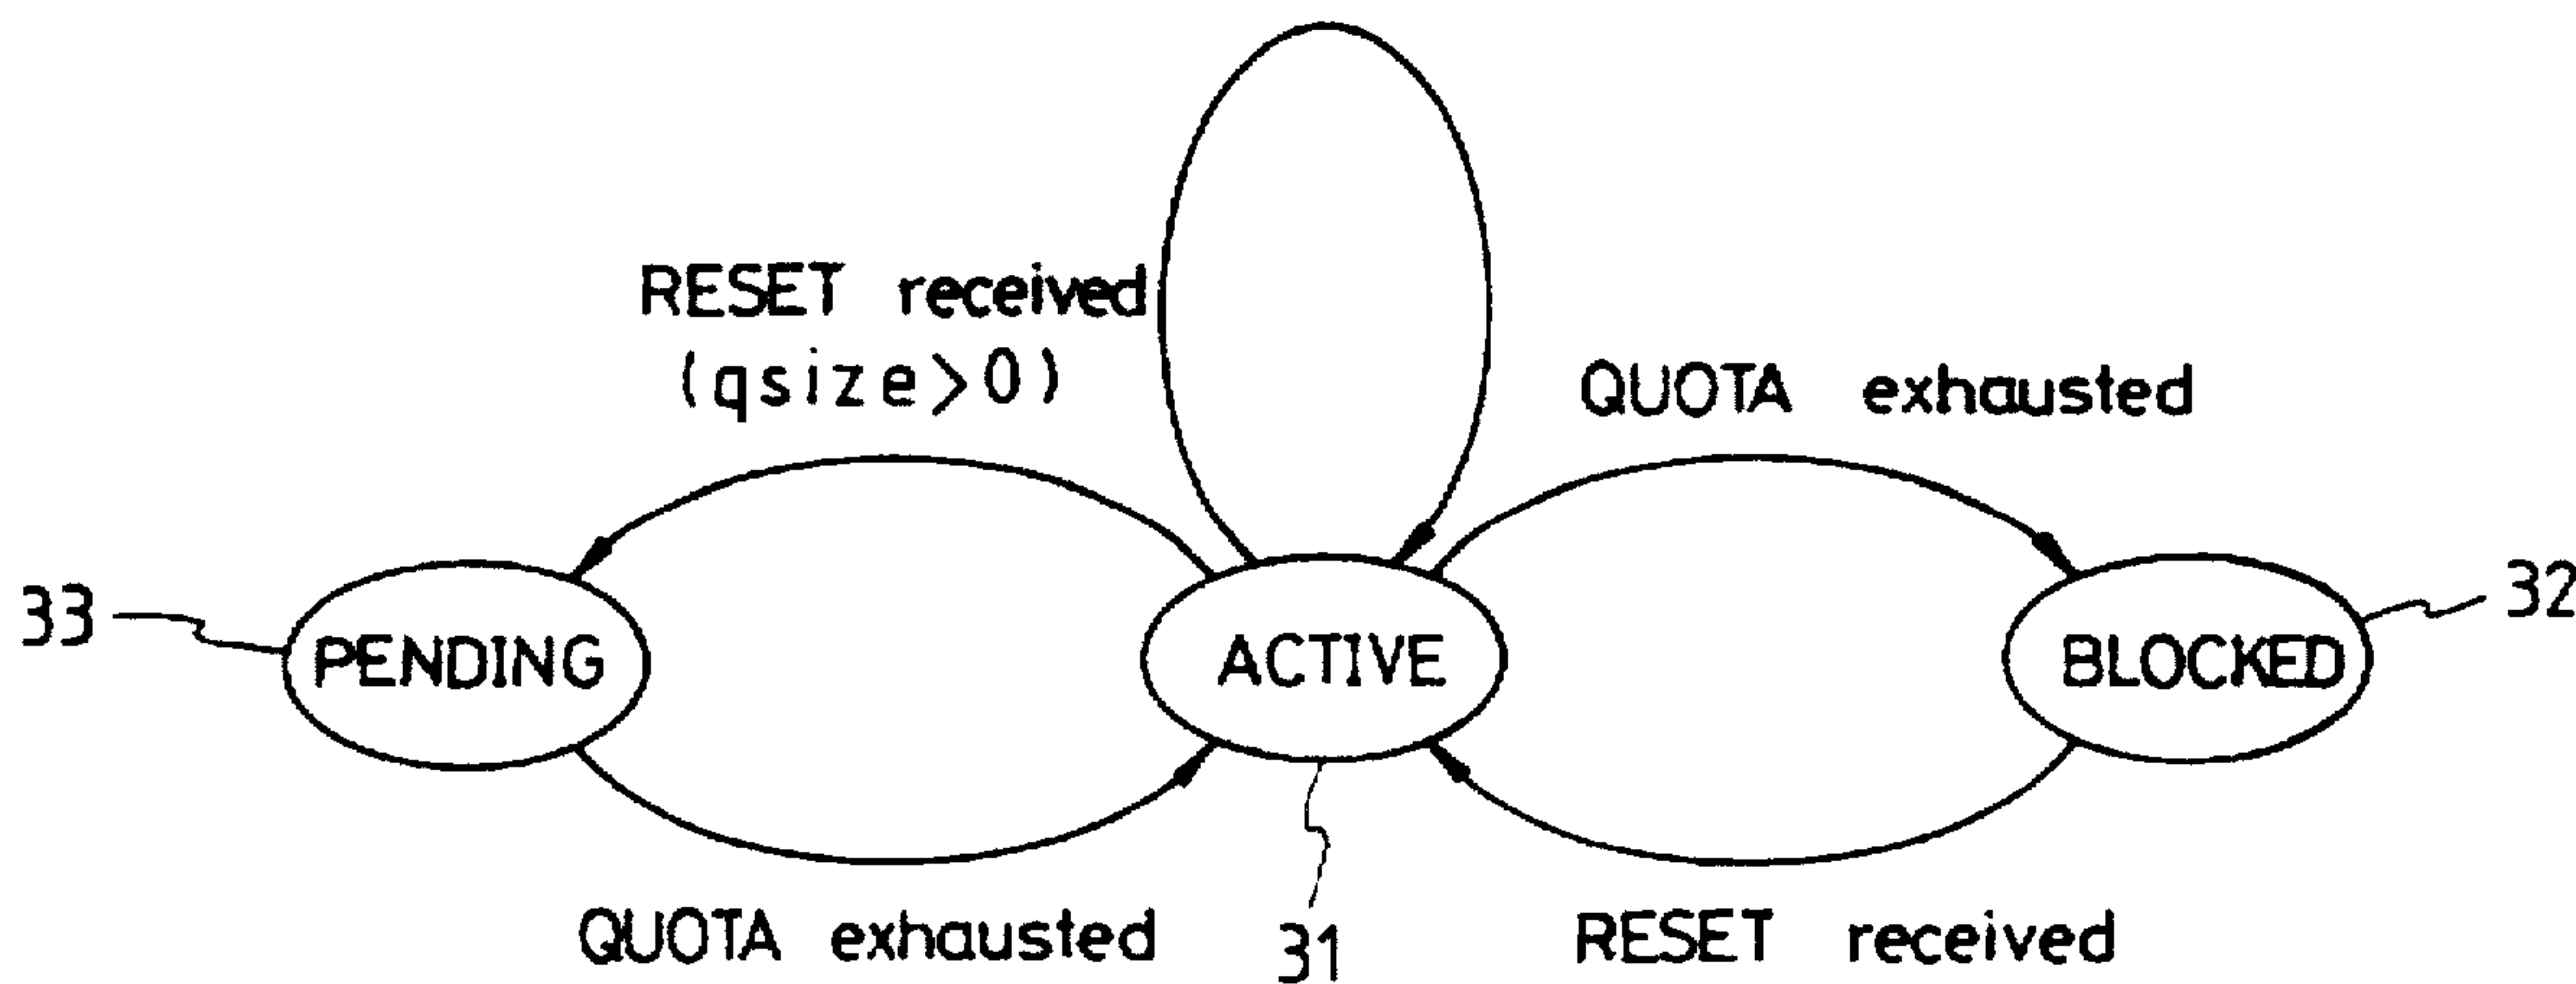 RESET received
(qsize>0)
QUOTA exhausted
33
PENDING
ACTIVE
BLOCKED
32
QUOTA exhausted
31
RESET received